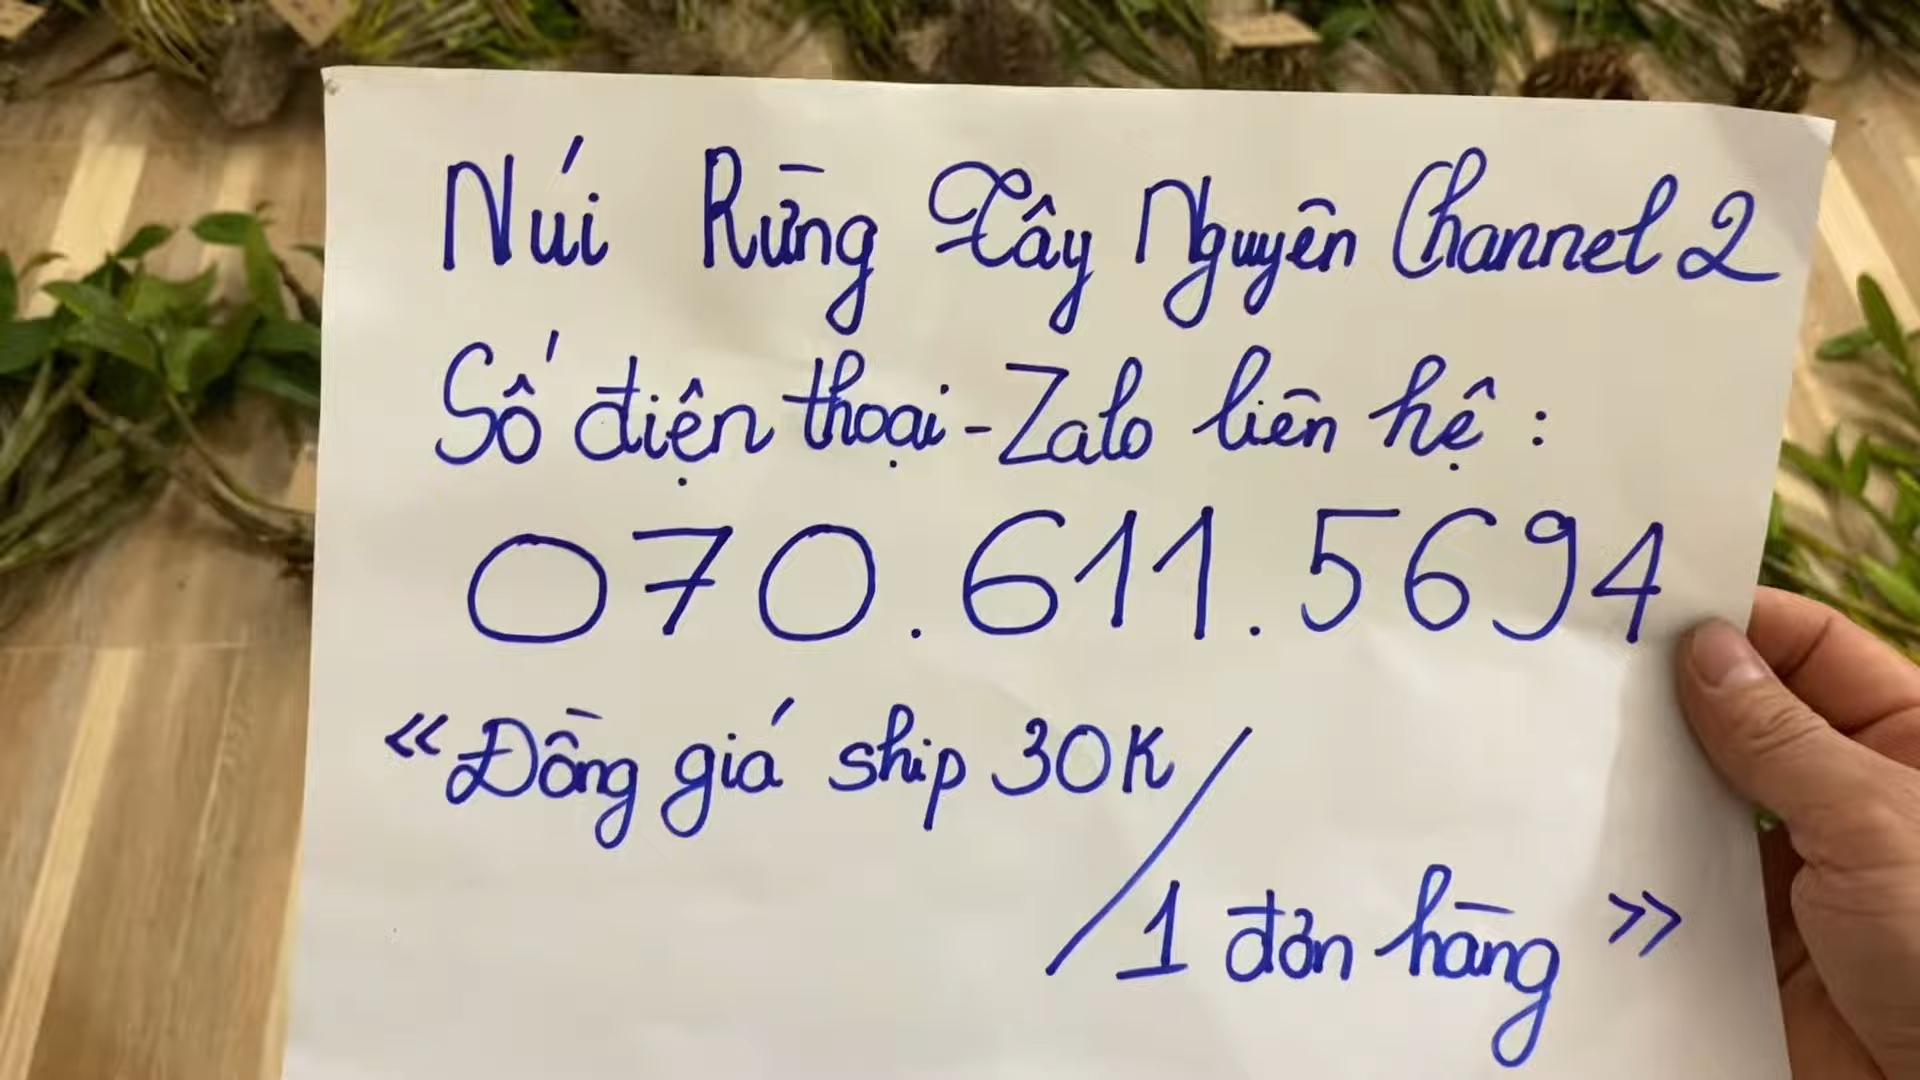 Núi Rừng Tây Nguyên Channel 2
Số điện thoại - Zalo liên hệ :
070.611.5694
« Đồng giá ship 30K/
1 đơn hàng »